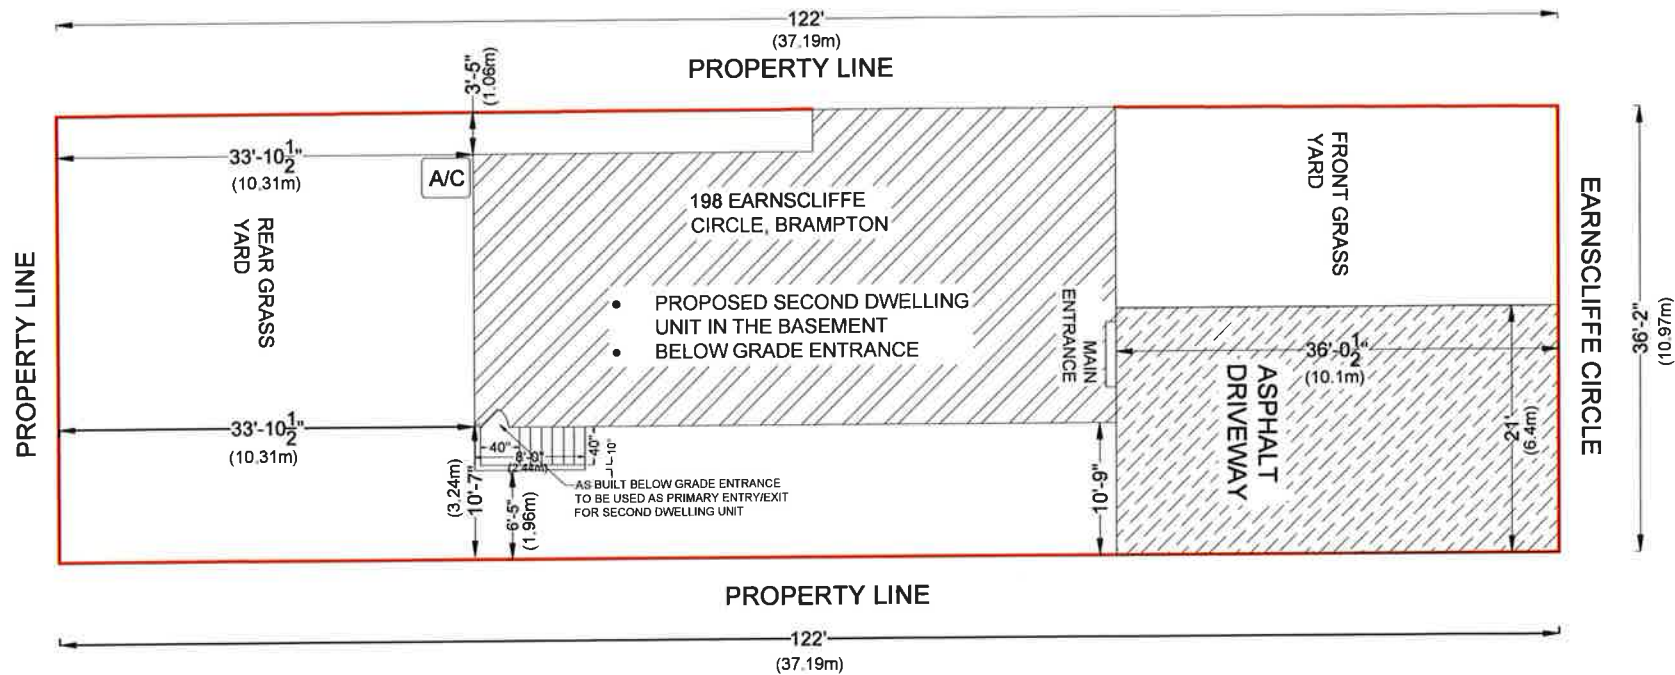 122'
(37.19m)
PROPERTY LINE
3'-5"
(1.06m)
33'-10 1/2"
(10.31m)
A/C
198 EARNSCLIFFE
CIRCLE, BRAMPTON
FRONT GRASS
YARD
EARNSCLIFFE CIRCLE
36'-2"
(10.97m)
PROPERTY LINE
REAR GRASS
YARD
• PROPOSED SECOND DWELLING
UNIT IN THE BASEMENT
• BELOW GRADE ENTRANCE
MAIN
ENTRANCE
36'-0 1/2"
(10.1m)
ASPHALT
DRIVEWAY
21'
(6.4m)
33'-10 1/2"
(10.31m)
40"
8'-0"
(2.44m)
40"
10"
AS BUILT BELOW GRADE ENTRANCE
TO BE USED AS PRIMARY ENTRY/EXIT
FOR SECOND DWELLING UNIT
10'-7"
(3.24m)
6'-5"
(1.96m)
10'-9"
PROPERTY LINE
122'
(37.19m)